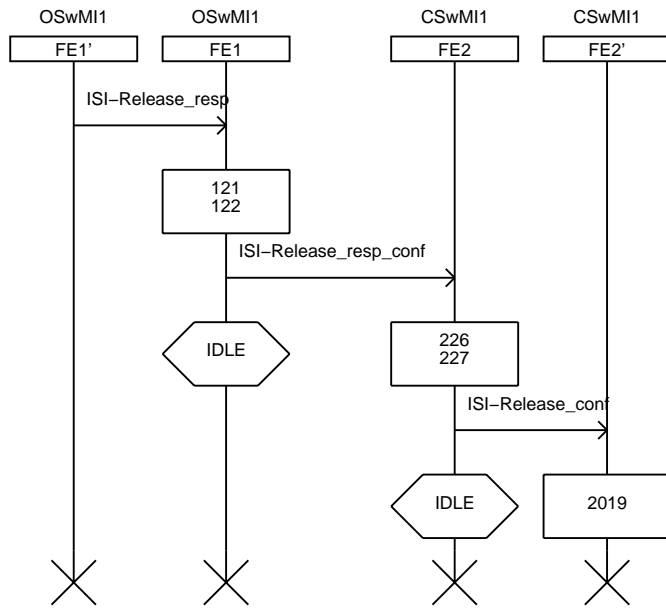 OSwMI1 OSwMI1 CSwMI1 CSwMI1
FE1’ FE1 FE2 FE2’
ISI−Release_resp
121
122
ISI−Release_resp_conf
IDLE
226
227
ISI−Release_conf
IDLE
2019